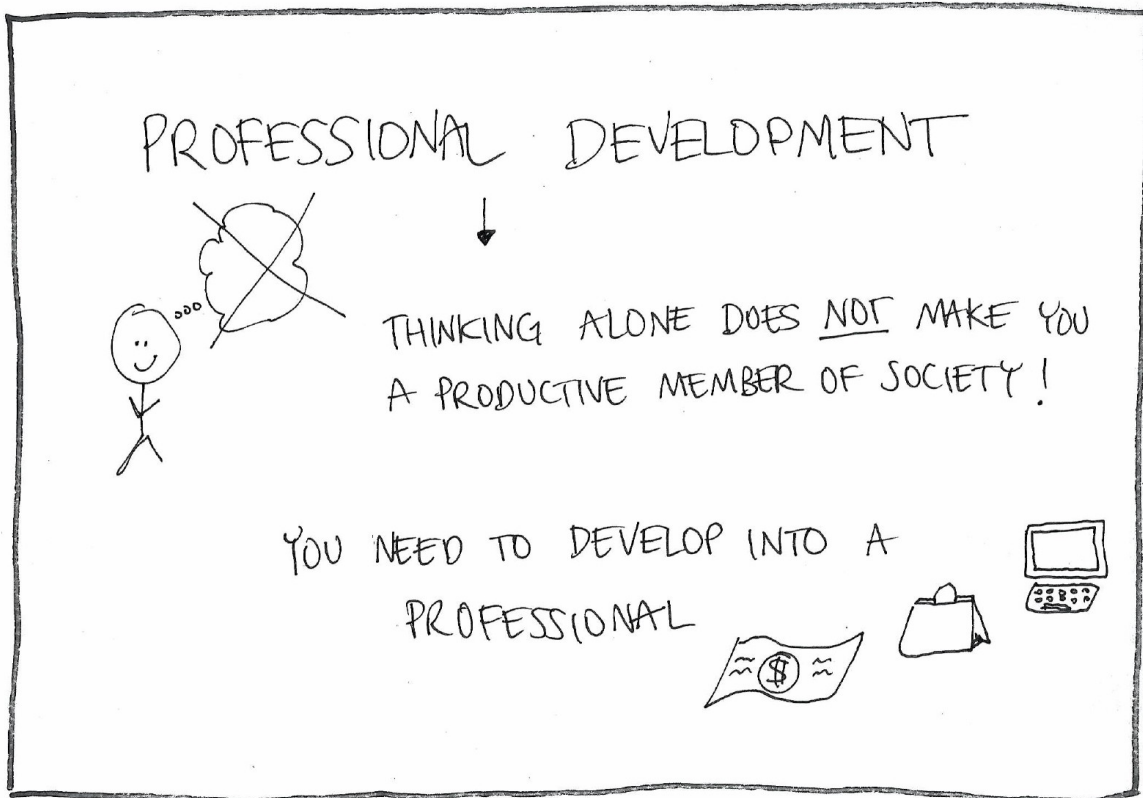 PROFESSIONAL DEVELOPMENT
THINKING ALONE DOES NOT MAKE YOU
A PRODUCTIVE MEMBER OF SOCIETY!
YOU NEED TO DEVELOP INTO A
PROFESSIONAL
$